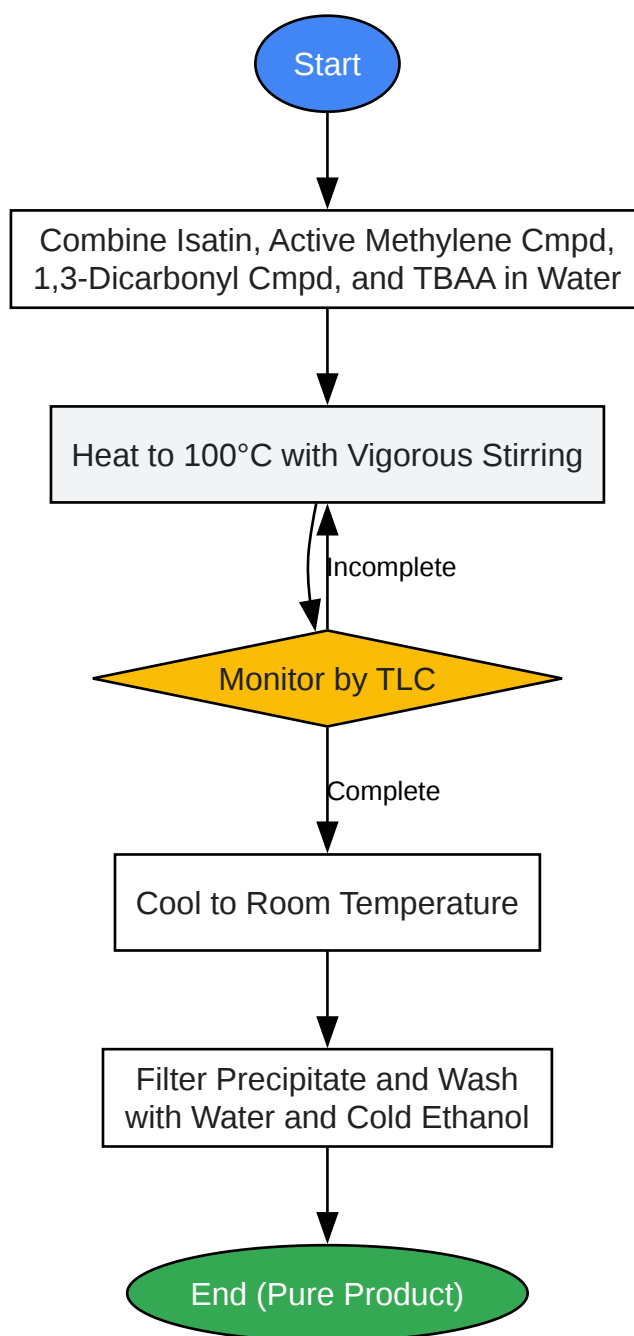 Start
Combine Isatin, Active Methylene Cmpd,
1,3-Dicarbonyl Cmpd, and TBAA in Water
Heat to 100°C with Vigorous Stirring
Incomplete
Monitor by TLC
Complete
Cool to Room Temperature
Filter Precipitate and Wash
with Water and Cold Ethanol
End (Pure Product)